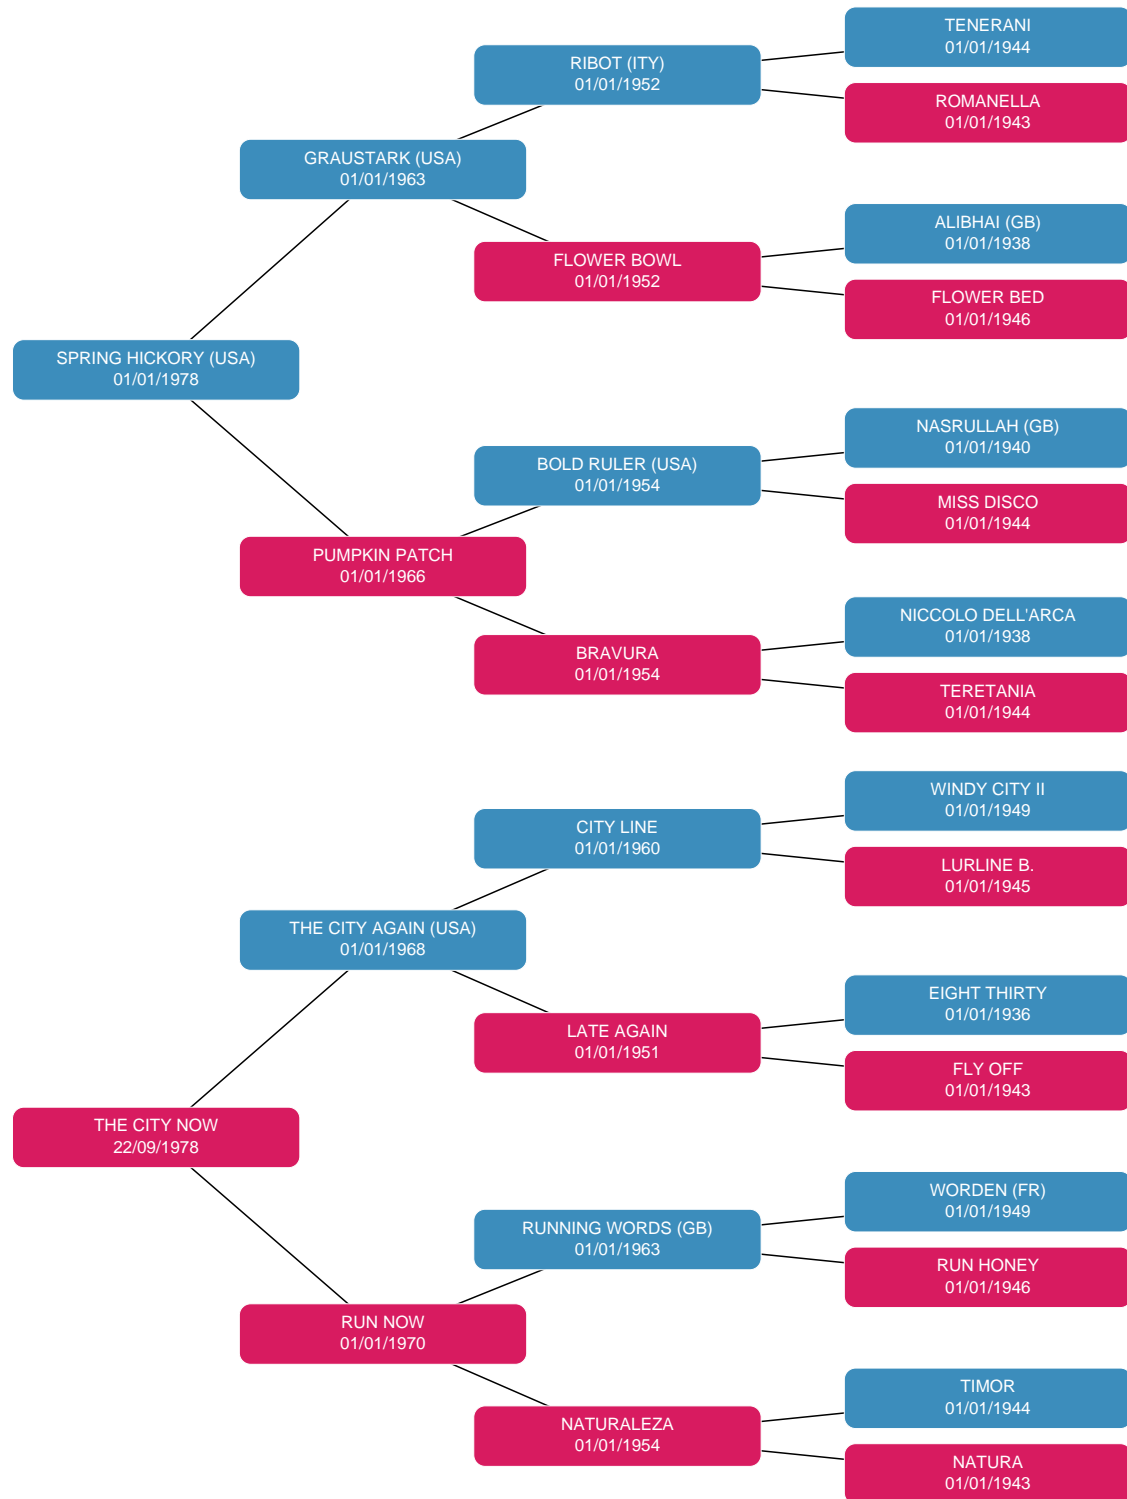 TENERANI
01/01/1944
RIBOT (ITY)
01/01/1952
ROMANELLA
01/01/1943
GRAUSTARK (USA)
01/01/1963
ALIBHAI (GB)
01/01/1938
FLOWER BOWL
01/01/1952
FLOWER BED
01/01/1946
SPRING HICKORY (USA)
01/01/1978
NASRULLAH (GB)
01/01/1940
BOLD RULER (USA)
01/01/1954
MISS DISCO
01/01/1944
PUMPKIN PATCH
01/01/1966
NICCOLO DELL'ARCA
01/01/1938
BRAVURA
01/01/1954
TERETANIA
01/01/1944
WINDY CITY II
01/01/1949
CITY LINE
01/01/1960
LURLINE B.
01/01/1945
THE CITY AGAIN (USA)
01/01/1968
EIGHT THIRTY
01/01/1936
LATE AGAIN
01/01/1951
FLY OFF
01/01/1943
THE CITY NOW
22/09/1978
WORDEN (FR)
01/01/1949
RUNNING WORDS (GB)
01/01/1963
RUN HONEY
01/01/1946
RUN NOW
01/01/1970
TIMOR
01/01/1944
NATURALEZA
01/01/1954
NATURA
01/01/1943